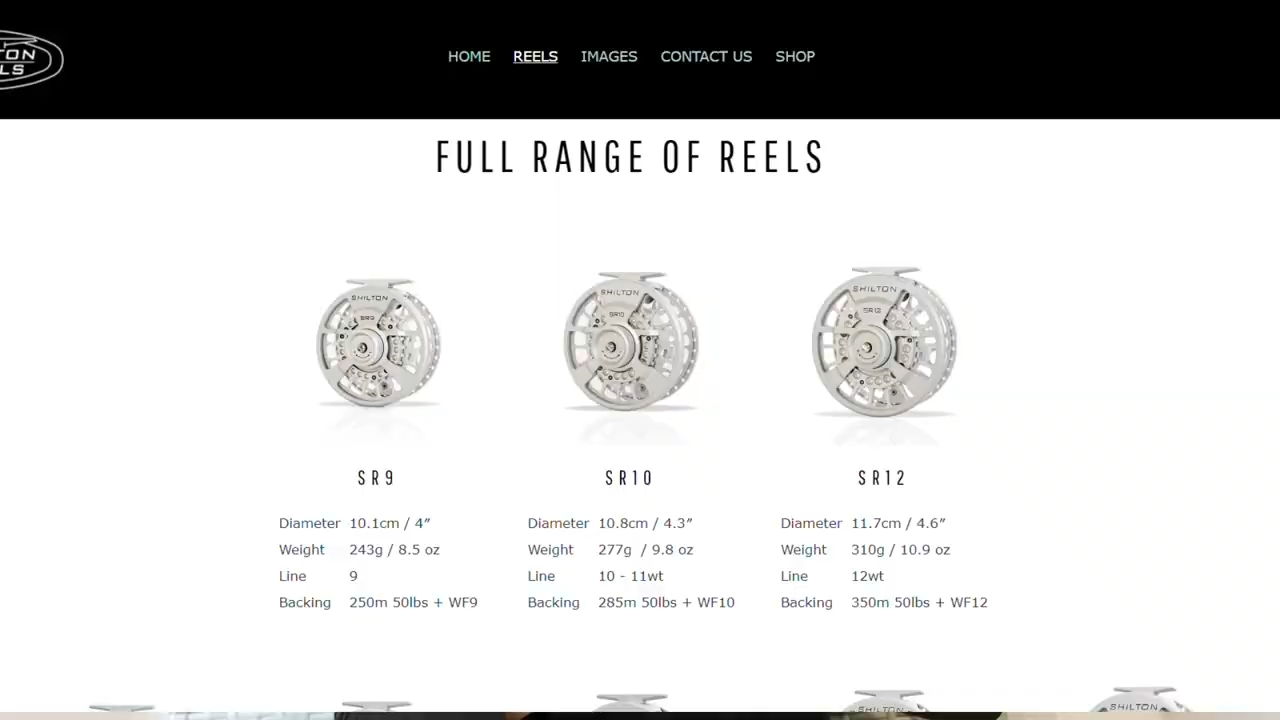 TON
LS
HOME REELS IMAGES CONTACT US SHOP
FULL RANGE OF REELS
SHILTON
SR9
SHILTON
SR10
SHILTON
SR12
SR9 SR10 SR12
Diameter 10.1cm / 4″ Diameter 10.8cm / 4.3″ Diameter 11.7cm / 4.6″
Weight 243g / 8.5 oz Weight 277g / 9.8 oz Weight 310g / 10.9 oz
Line 9 Line 10 - 11wt Line 12wt
Backing 250m 50lbs + WF9 Backing 285m 50lbs + WF10 Backing 350m 50lbs + WF12
SHILTON SHILTON